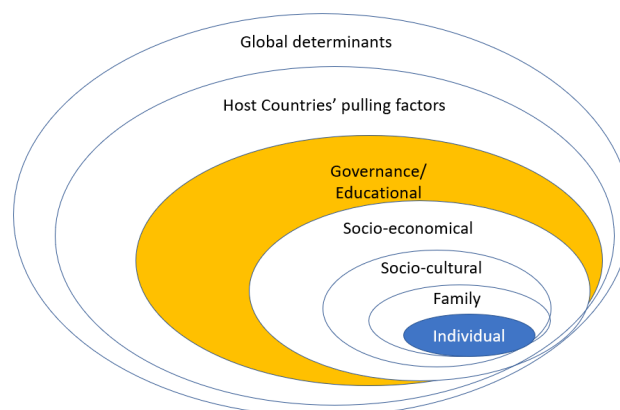 Global determinants
Host Countries' pulling factors
Governance/
Educational
Socio-economical
Socio-cultural
Family
Individual